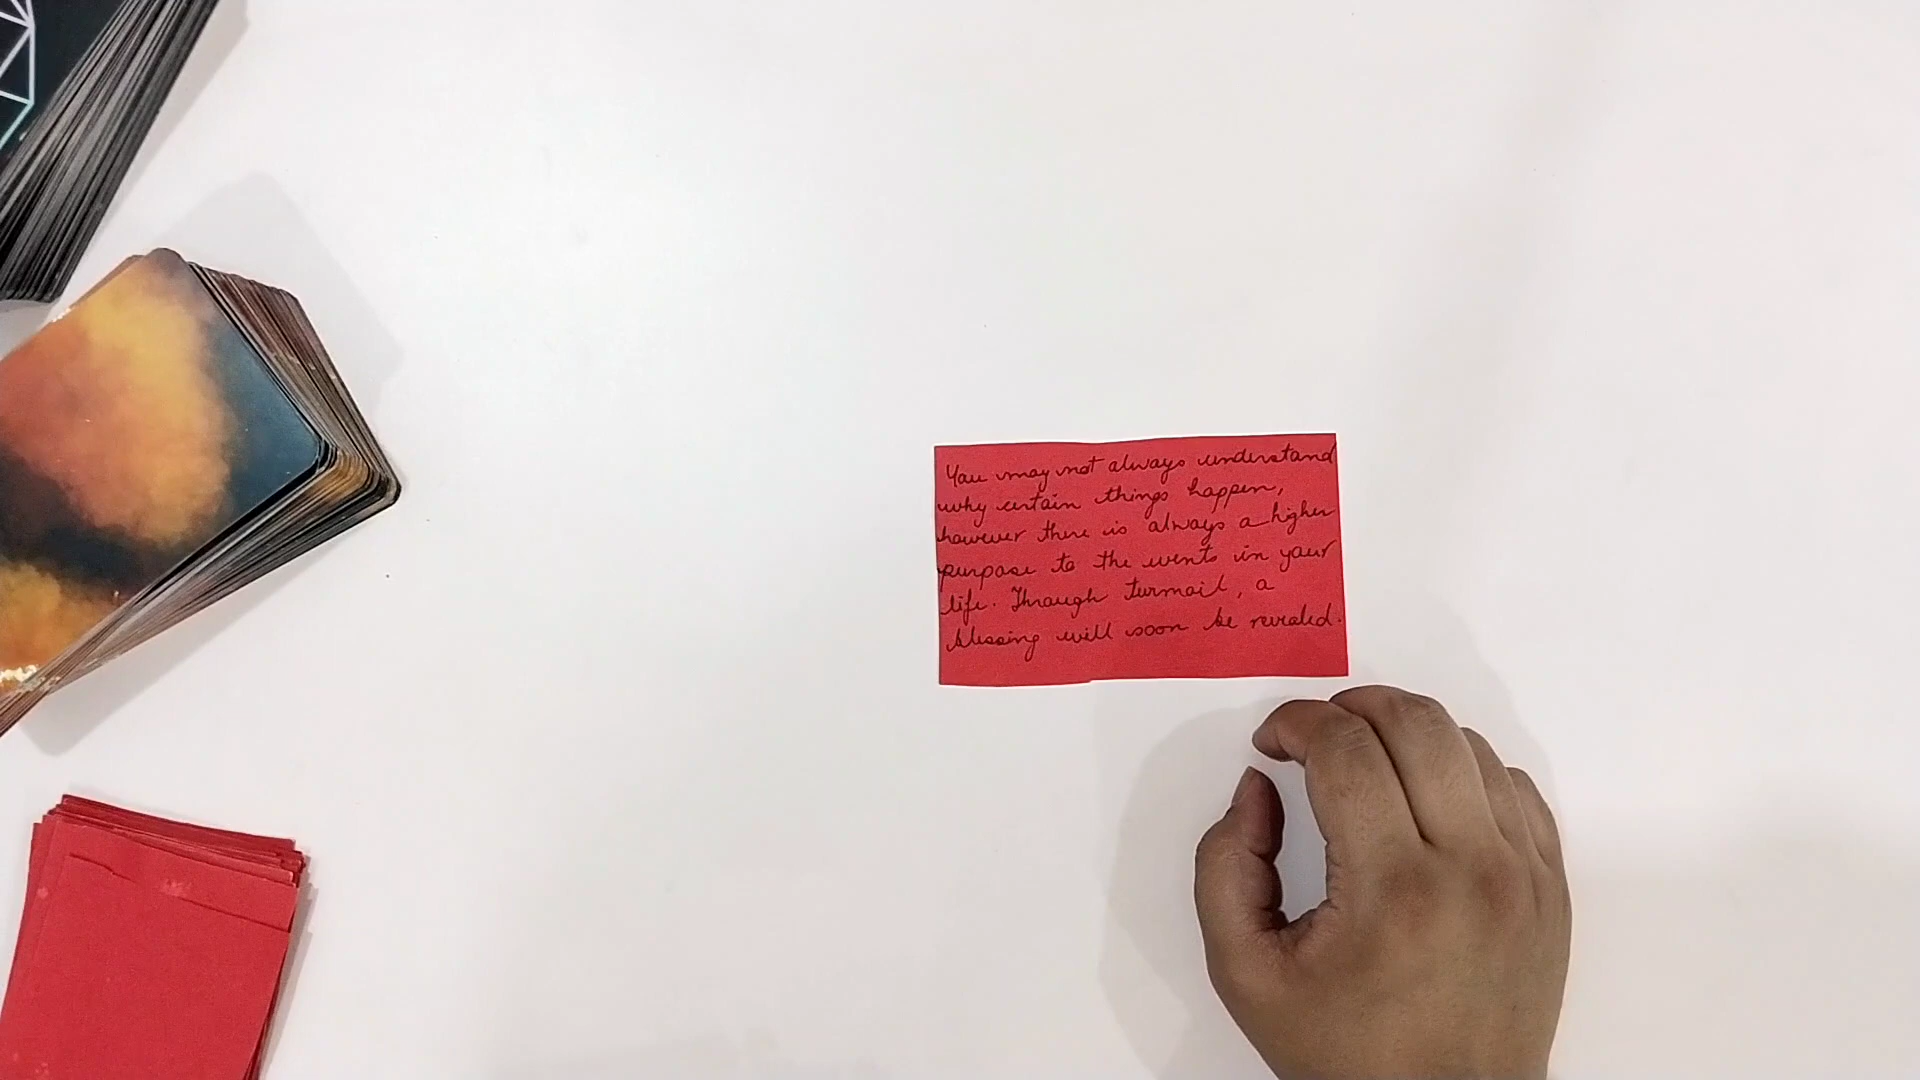 You may not always understand
why certain things happen,
however there is always a higher
purpose to the events in your
life. Through turmoil, a
blessing will soon be revealed.